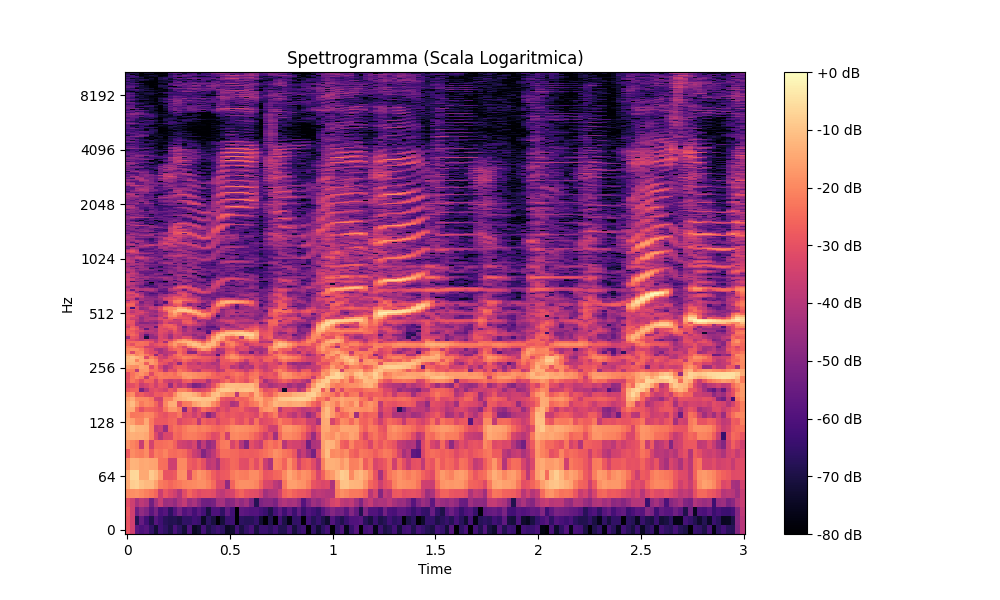 Spettrogramma (Scala Logaritmica)
Hz
8192
4096
2048
1024
512
256
128
64
0
0
0.5
1
1.5
2
2.5
3
Time
+0 dB
-10 dB
-20 dB
-30 dB
-40 dB
-50 dB
-60 dB
-70 dB
-80 dB